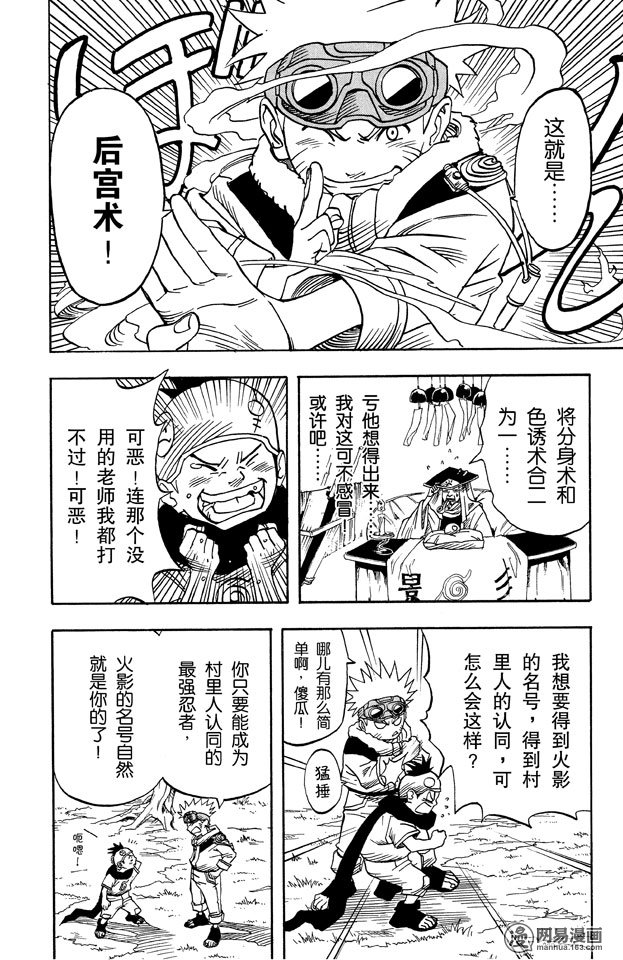 这就是……
后宫术！
ぼ
ん
将分身术和
色诱术合二
为一……
亏他想得出来……
我对这可不感冒！
或许吧……
影
可恶！连那个没
用的老师我都打
不过！可恶！
我想要得到火影
的名号，得到村
里人的认同，可
怎么会这样？
哪儿有那么简
单啊，傻瓜！
猛捶
你只要能成为
村里人认同的
最强忍者，
火影的名号自然
就是你的了！
呃嗯！
网易漫画
manhua.163.com